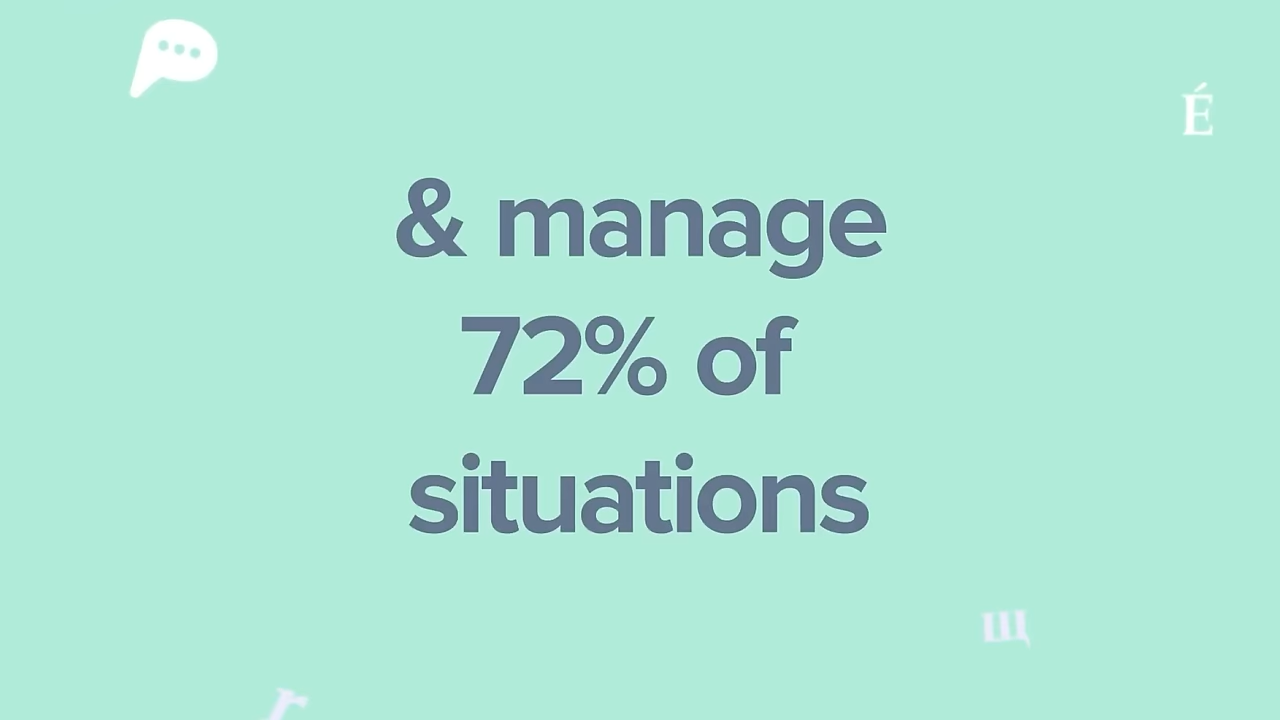 É
& manage
72% of
situations
щ
r